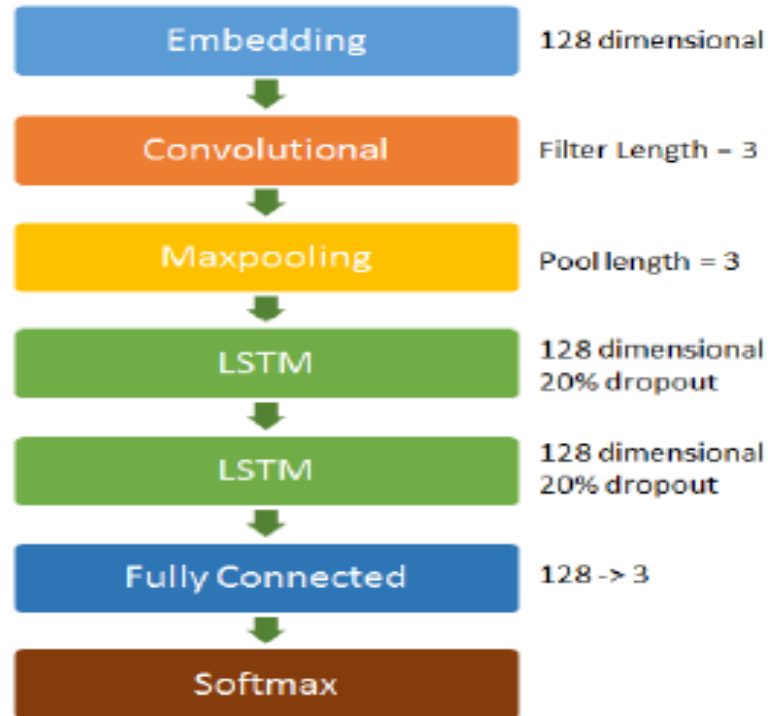 Embedding
128 dimensional
Convolutional
Filter Length = 3
Maxpooling
Pool length = 3
LSTM
128 dimensional
20% dropout
LSTM
128 dimensional
20% dropout
Fully Connected
128 -> 3
Softmax